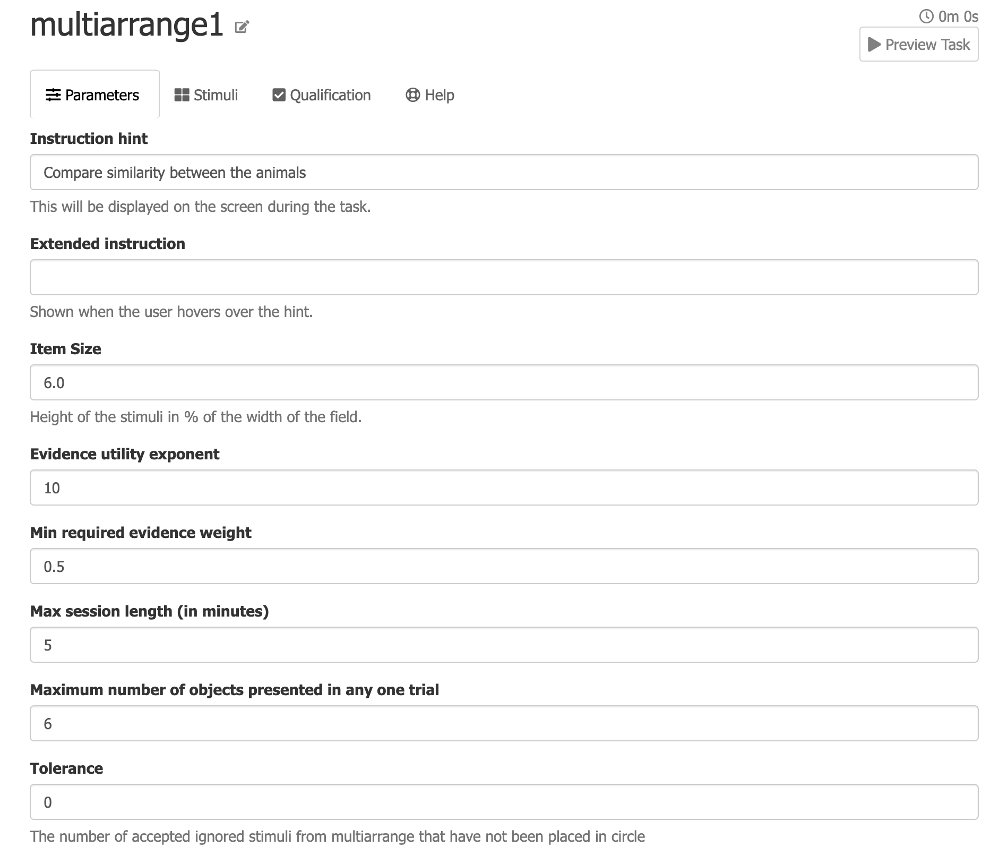 multiarrange1
0m 0s
Preview Task
Parameters Stimuli Qualification Help
Instruction hint
Compare similarity between the animals
This will be displayed on the screen during the task.
Extended instruction
Shown when the user hovers over the hint.
Item Size
6.0
Height of the stimuli in % of the width of the field.
Evidence utility exponent
10
Min required evidence weight
0.5
Max session length (in minutes)
5
Maximum number of objects presented in any one trial
6
Tolerance
0
The number of accepted ignored stimuli from multiarrange that have not been placed in circle